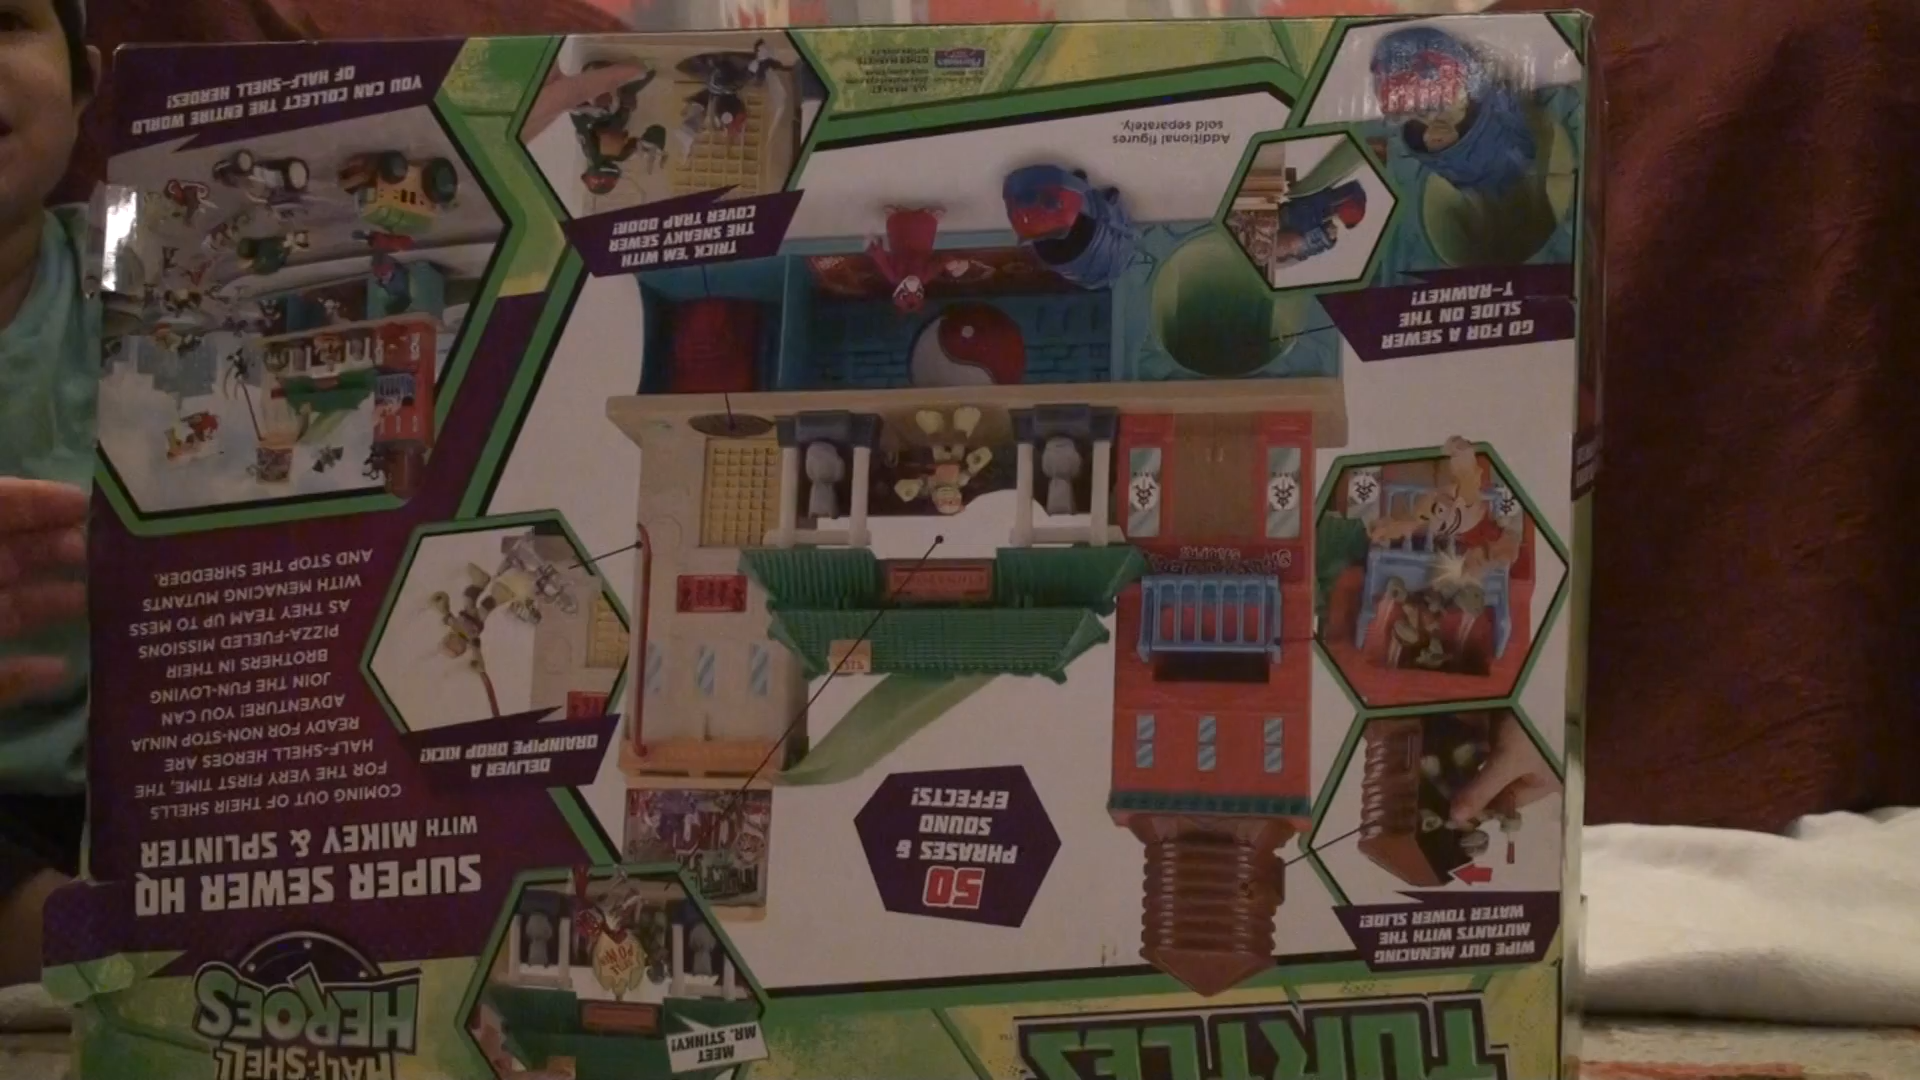 TURTLES
HALF-SHELL
HEROES
SUPER SEWER HQ
WITH MIKEY & SPLINTER
COMING OUT OF THEIR SHELLS
FOR THE VERY FIRST TIME, THE
HALF-SHELL HEROES ARE
READY FOR NON-STOP NINJA
ADVENTURE! YOU CAN
JOIN THE FUN-LOVING
BROTHERS IN THEIR
PIZZA-FUELED MISSIONS
AS THEY TEAM UP TO MESS
WITH MENACING MUTANTS
AND STOP THE SHREDDER.
MEET
MR. STINKY!
WIPE OUT MENACING
MUTANTS WITH THE
WATER TOWER SLIDE!
50
PHRASES &
SOUND
EFFECTS!
DELIVER A
DRAINPIPE DROP KICK!
GO FOR A SEWER
SLIDE ON THE
T-RAWKET!
TRICK 'EM WITH
THE SNEAKY SEWER
COVER TRAP DOOR!
Additional figures
sold separately.
YOU CAN COLLECT THE ENTIRE WORLD
OF HALF-SHELL HEROES!
U.S. MARKET
OTHER MARKETS